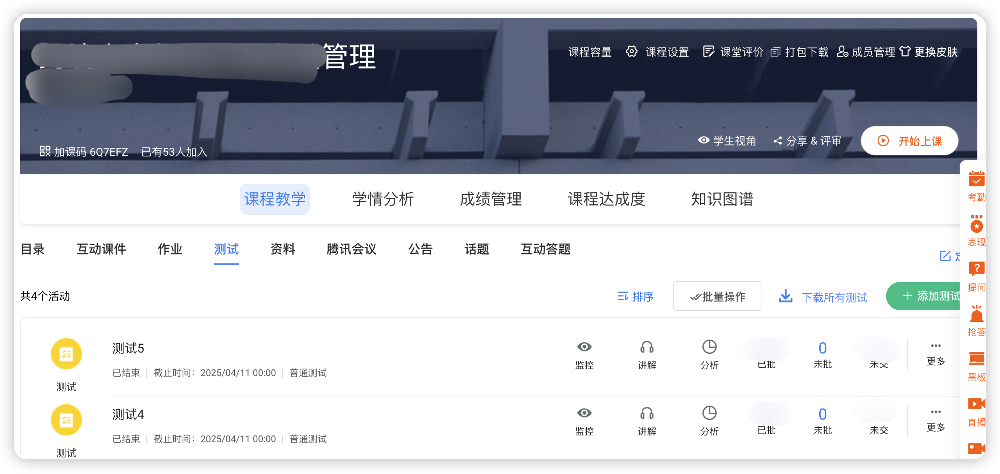 管理
课程容量 课程设置 课堂评价 打包下载 成员管理 更换皮肤
加课码 6Q7EFZ 已有53人加入
学生视角 分享 & 评审 开始上课
课程教学 学情分析 成绩管理 课程达成度 知识图谱
目录 互动课件 作业 测试 资料 腾讯会议 公告 话题 互动答题
共4个活动 排序 批量操作 下载所有测试 添加测试
测试5
已结束 | 截止时间：2025/04/11 00:00 | 普通测试
测试
监控 讲解 分析 已批 0 未批 未交 更多
测试4
已结束 | 截止时间：2025/04/11 00:00 | 普通测试
测试
监控 讲解 分析 已批 0 未批 未交 更多
考勤
表现
提问
抢答
黑板
直播